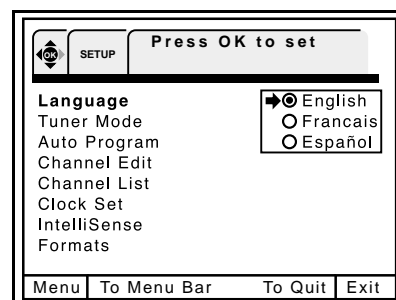 OK SETUP Press OK to set
Language English
Tuner Mode Francais
Auto Program Español
Channel Edit
Channel List
Clock Set
IntelliSense
Formats
Menu To Menu Bar To Quit Exit